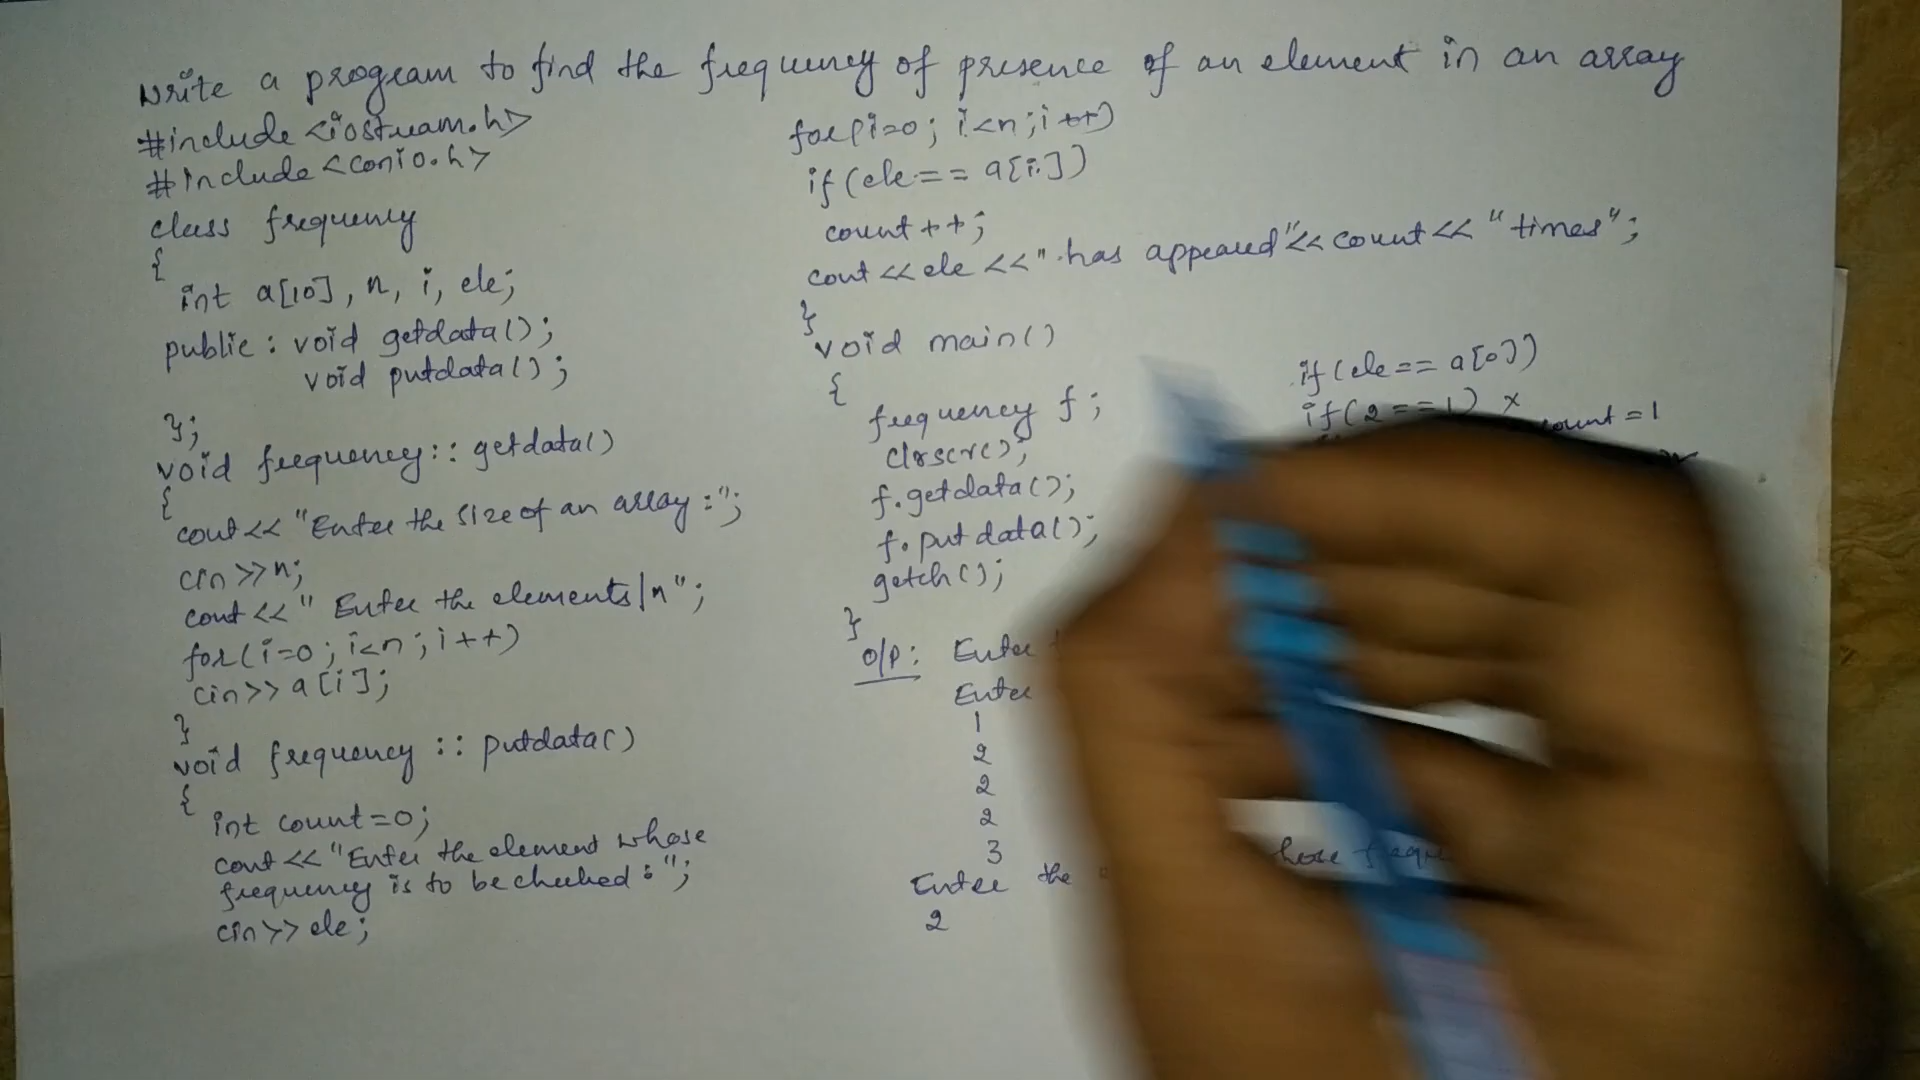 Write a program to find the frequency of presence of an element in an array
#include <iostream.h>
#include <conio.h>
class frequency
{
int a[10], n, i, ele;
public: void getdata();
void putdata();
};
void frequency:: getdata()
{
cout<< "Enter the size of an array :";
cin>>n;
cout<< "Enter the elements\n";
for(i=0; i<n; i++)
cin>> a[i];
}
void frequency :: putdata()
{
int count=0;
cout<< "Enter the element whose
frequency is to be checked :";
cin>> ele;
for(i=0; i<n; i++)
if(ele== a[i])
count++;
cout<<ele<<" has appeared"<<count<< "times";
}
void main()
{
frequency f;
clrscr();
f.getdata();
f.putdata();
getch();
}
O/P: Enter
Enter
1
2
2
2
3
Enter the
2
if(ele== a[0])
if(2==1) x
count=1